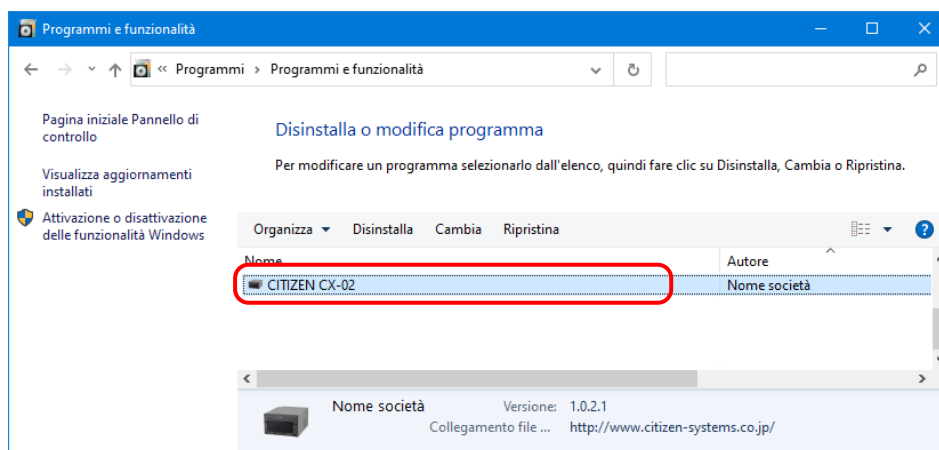 Programmi e funzionalità
« Programmi > Programmi e funzionalità
Pagina iniziale Pannello di
controllo
Visualizza aggiornamenti
installati
Attivazione o disattivazione
delle funzionalità Windows
Disinstalla o modifica programma
Per modificare un programma selezionarlo dall'elenco, quindi fare clic su Disinstalla, Cambia o Ripristina.
Organizza Disinstalla Cambia Ripristina
Nome Autore
CITIZEN CX-02 Nome società
Nome società Versione: 1.0.2.1
Collegamento file ... http://www.citizen-systems.co.jp/